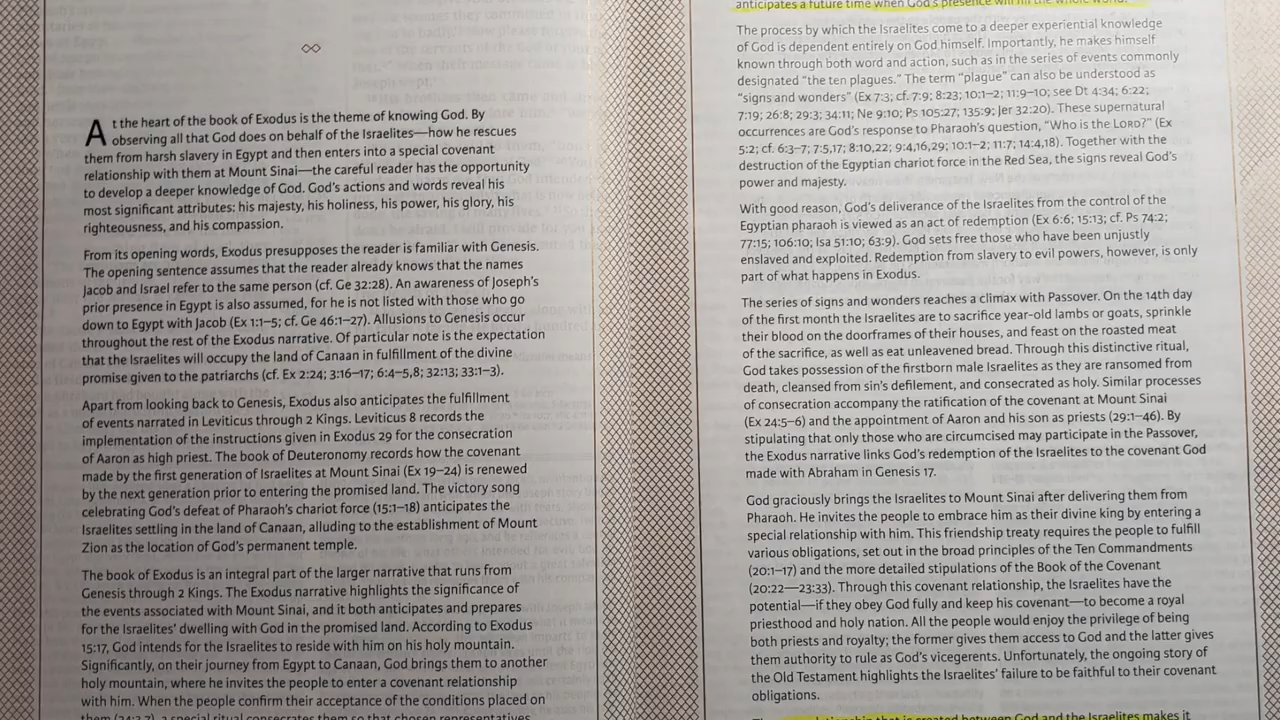 At the heart of the book of Exodus is the theme of knowing God. By
observing all that God does on behalf of the Israelites—how he rescues
them from harsh slavery in Egypt and then enters into a special covenant
relationship with them at Mount Sinai—the careful reader has the opportunity
to develop a deeper knowledge of God. God's actions and words reveal his
most significant attributes: his majesty, his holiness, his power, his glory, his
righteousness, and his compassion.
From its opening words, Exodus presupposes the reader is familiar with Genesis.
The opening sentence assumes that the reader already knows that the names
Jacob and Israel refer to the same person (cf. Ge 32:28). An awareness of Joseph's
prior presence in Egypt is also assumed, for he is not listed with those who go
down to Egypt with Jacob (Ex 1:1–5; cf. Ge 46:1–27). Allusions to Genesis occur
throughout the rest of the Exodus narrative. Of particular note is the expectation
that the Israelites will occupy the land of Canaan in fulfillment of the divine
promise given to the patriarchs (cf. Ex 2:24; 3:16–17; 6:4–5,8; 32:13; 33:1–3).
Apart from looking back to Genesis, Exodus also anticipates the fulfillment
of events narrated in Leviticus through 2 Kings. Leviticus 8 records the
implementation of the instructions given in Exodus 29 for the consecration
of Aaron as high priest. The book of Deuteronomy records how the covenant
made by the first generation of Israelites at Mount Sinai (Ex 19–24) is renewed
by the next generation prior to entering the promised land. The victory song
celebrating God's defeat of Pharaoh's chariot force (15:1–18) anticipates the
Israelites settling in the land of Canaan, alluding to the establishment of Mount
Zion as the location of God's permanent temple.
The book of Exodus is an integral part of the larger narrative that runs from
Genesis through 2 Kings. The Exodus narrative highlights the significance of
the events associated with Mount Sinai, and it both anticipates and prepares
for the Israelites' dwelling with God in the promised land. According to Exodus
15:17, God intends for the Israelites to reside with him on his holy mountain.
Significantly, on their journey from Egypt to Canaan, God brings them to another
holy mountain, where he invites the people to enter a covenant relationship
with him. When the people confirm their acceptance of the conditions placed on
them (24:3,7), a special ritual consecrates them so that chosen representatives
anticipates a future time when God's presence will fill the whole world.
The process by which the Israelites come to a deeper experiential knowledge
of God is dependent entirely on God himself. Importantly, he makes himself
known through both word and action, such as in the series of events commonly
designated “the ten plagues.” The term “plague” can also be understood as
“signs and wonders” (Ex 7:3; cf. 7:9; 8:23; 10:1–2; 11:9–10; see Dt 4:34; 6:22;
7:19; 26:8; 29:3; 34:11; Ne 9:10; Ps 105:27; 135:9; Jer 32:20). These supernatural
occurrences are God's response to Pharaoh's question, “Who is the LORD?” (Ex
5:2; cf. 6:3–7; 7:5,17; 8:10,22; 9:4,16,29; 10:1–2; 11:7; 14:4,18). Together with the
destruction of the Egyptian chariot force in the Red Sea, the signs reveal God's
power and majesty.
With good reason, God's deliverance of the Israelites from the control of the
Egyptian pharaoh is viewed as an act of redemption (Ex 6:6; 15:13; cf. Ps 74:2;
77:15; 106:10; Isa 51:10; 63:9). God sets free those who have been unjustly
enslaved and exploited. Redemption from slavery to evil powers, however, is only
part of what happens in Exodus.
The series of signs and wonders reaches a climax with Passover. On the 14th day
of the first month the Israelites are to sacrifice year-old lambs or goats, sprinkle
their blood on the doorframes of their houses, and feast on the roasted meat
of the sacrifice, as well as eat unleavened bread. Through this distinctive ritual,
God takes possession of the firstborn male Israelites as they are ransomed from
death, cleansed from sin's defilement, and consecrated as holy. Similar processes
of consecration accompany the ratification of the covenant at Mount Sinai
(Ex 24:5–6) and the appointment of Aaron and his son as priests (29:1–46). By
stipulating that only those who are circumcised may participate in the Passover,
the Exodus narrative links God's redemption of the Israelites to the covenant God
made with Abraham in Genesis 17.
God graciously brings the Israelites to Mount Sinai after delivering them from
Pharaoh. He invites the people to embrace him as their divine king by entering a
special relationship with him. This friendship treaty requires the people to fulfill
various obligations, set out in the broad principles of the Ten Commandments
(20:1–17) and the more detailed stipulations of the Book of the Covenant
(20:22—23:33). Through this covenant relationship, the Israelites have the
potential—if they obey God fully and keep his covenant—to become a royal
priesthood and holy nation. All the people would enjoy the privilege of being
both priests and royalty; the former gives them access to God and the latter gives
them authority to rule as God's vicegerents. Unfortunately, the ongoing story of
the Old Testament highlights the Israelites' failure to be faithful to their covenant
obligations.
relationship that is created between God and the Israelites makes it